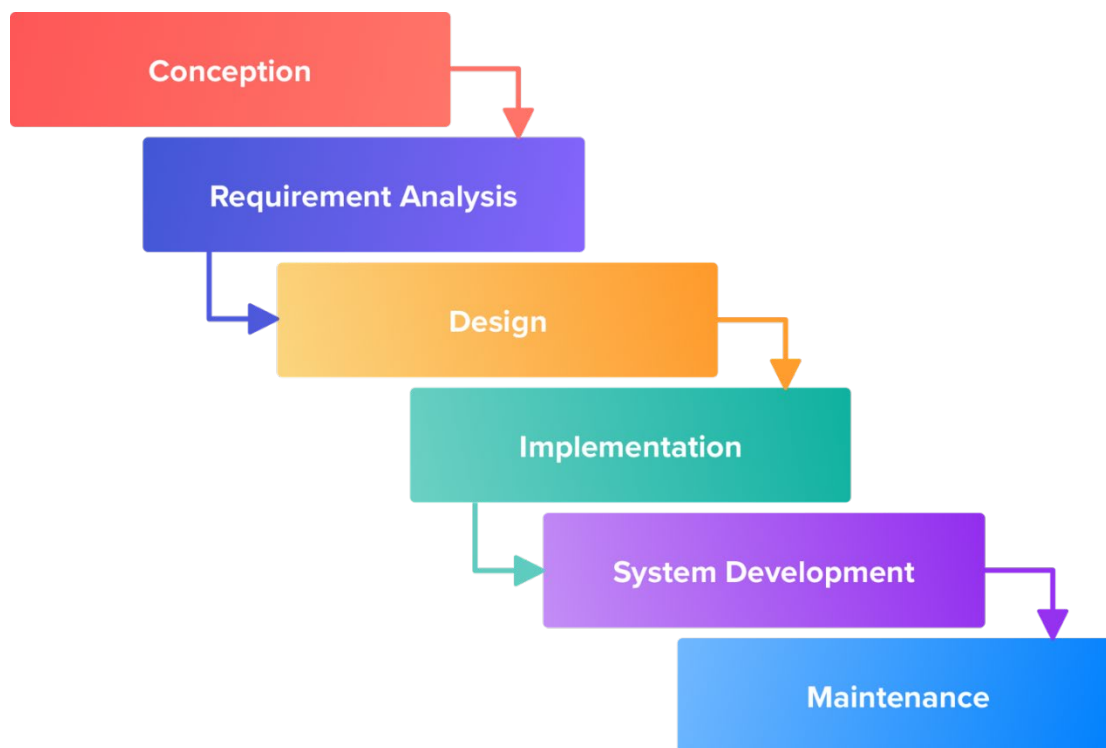 Conception
Requirement Analysis
Design
Implementation
System Development
Maintenance